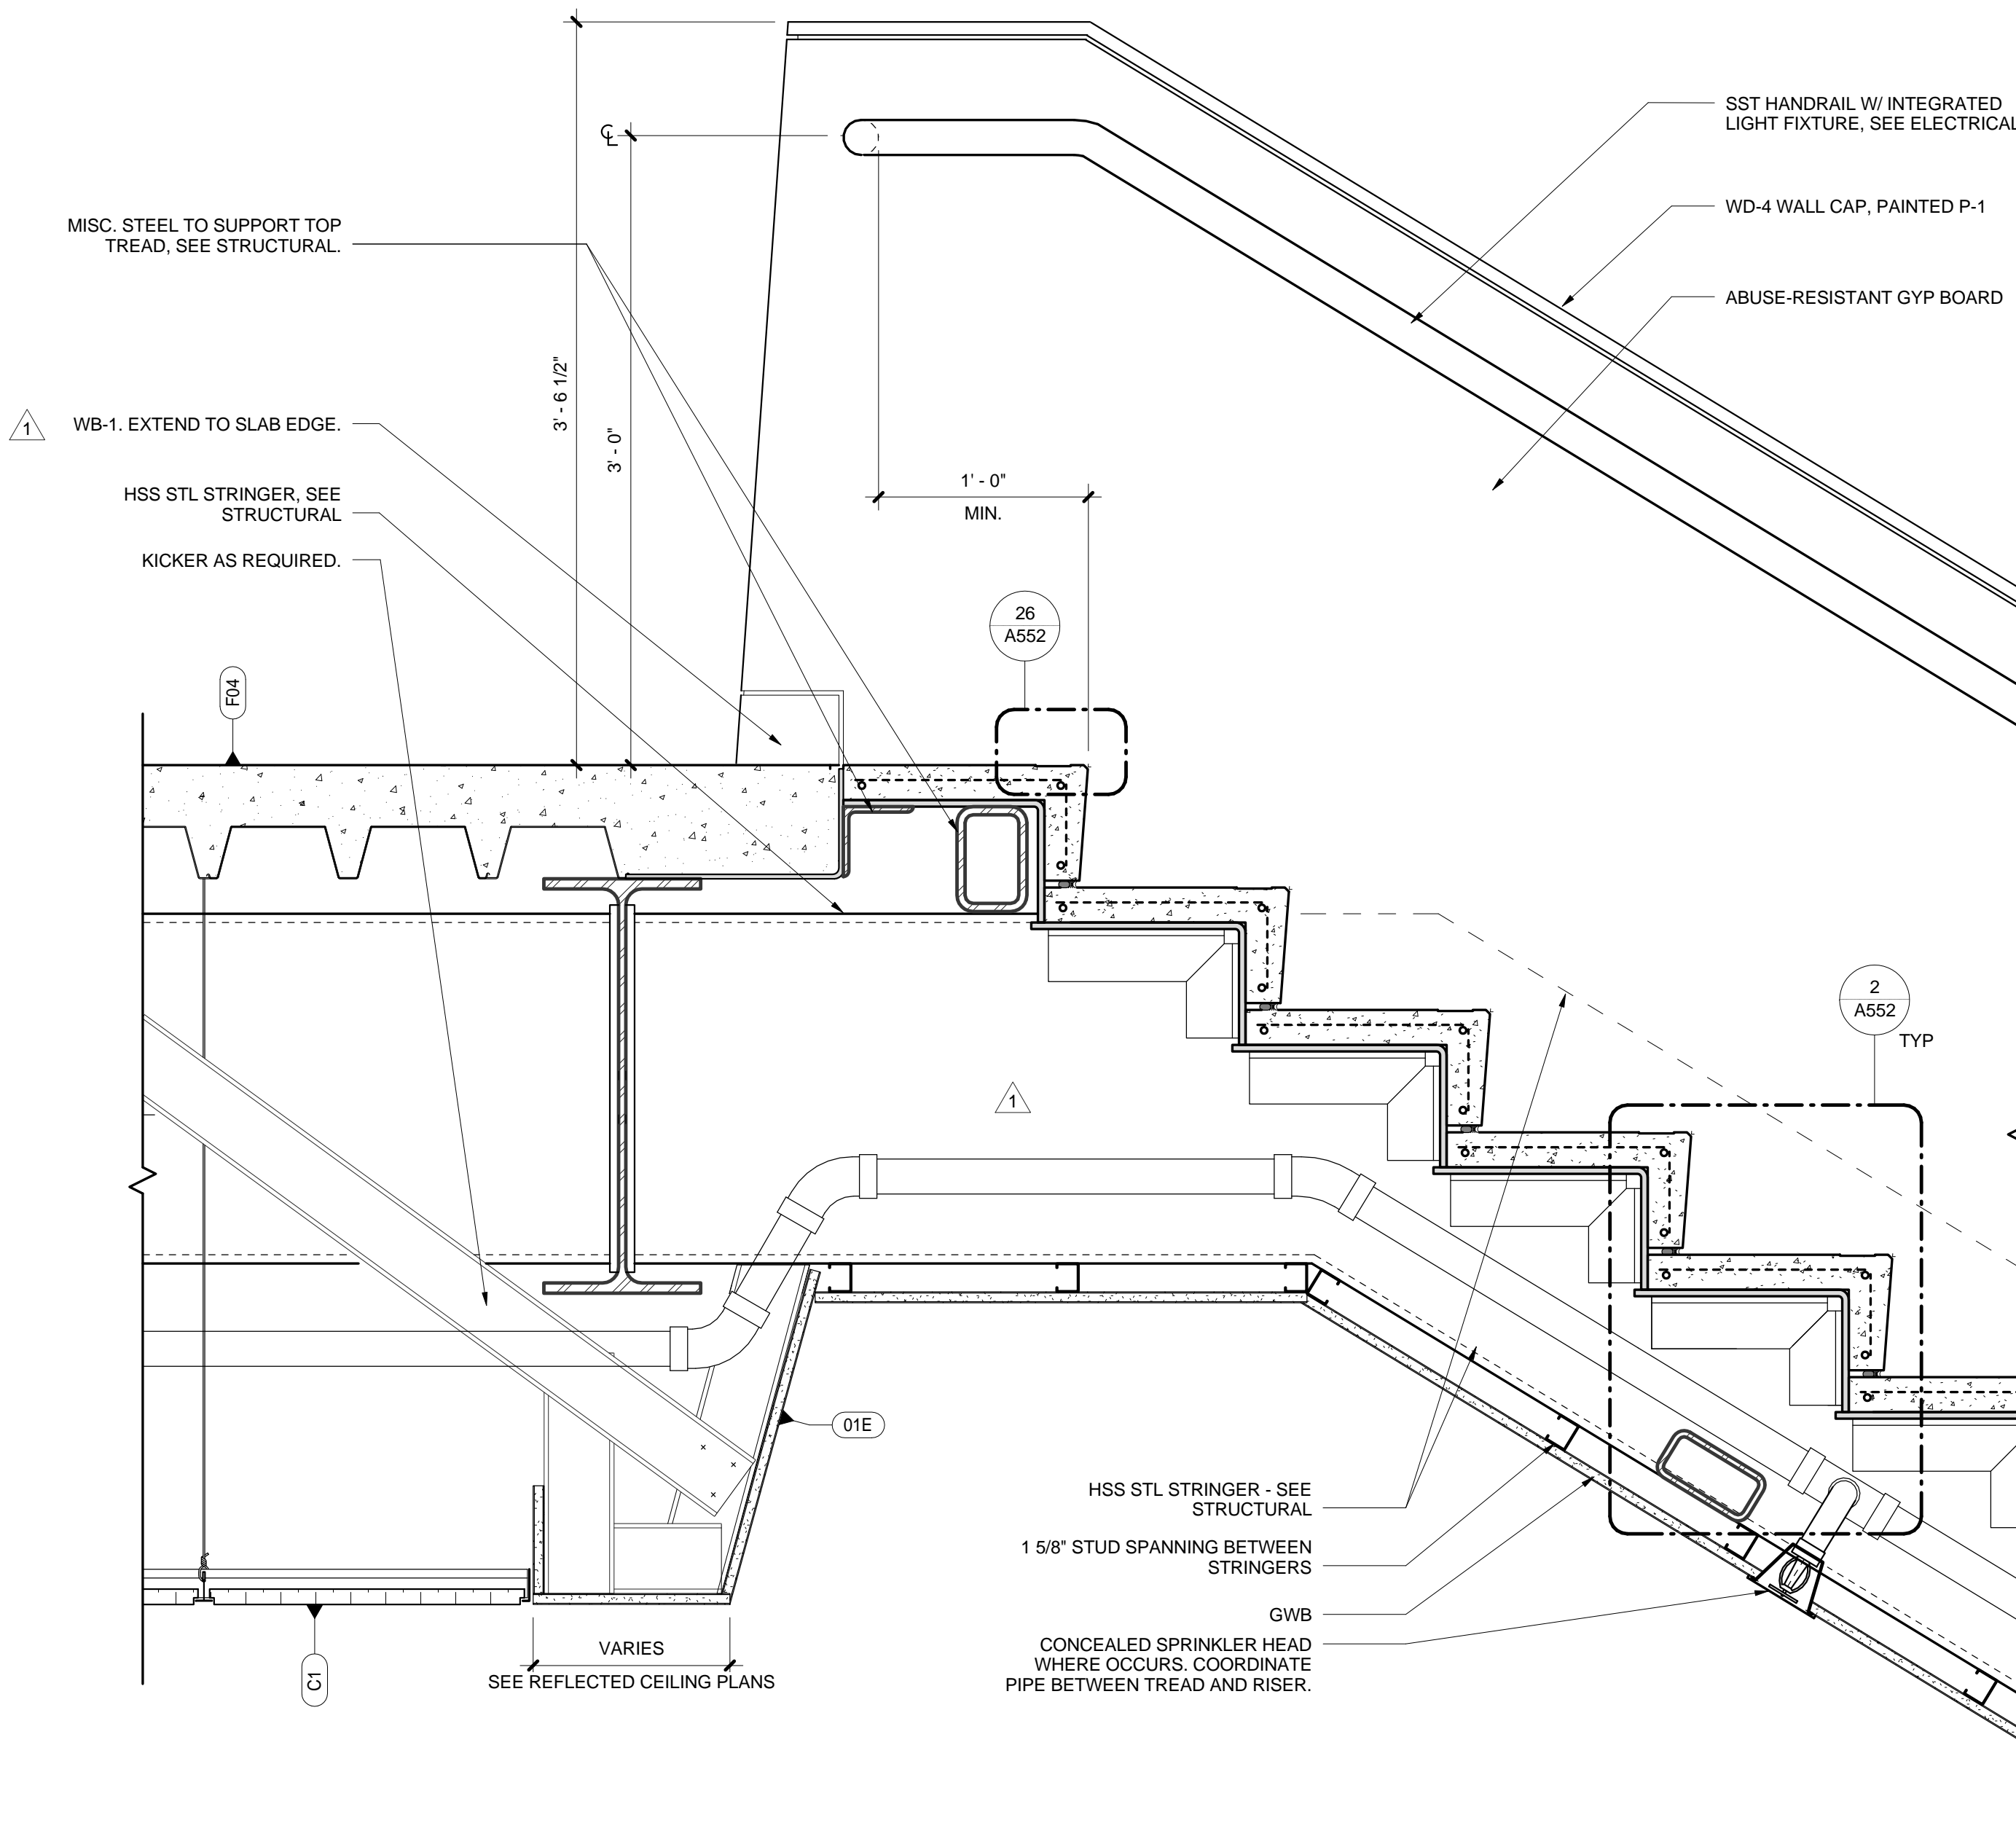 SST HANDRAIL W/ INTEGRATED
LIGHT FIXTURE, SEE ELECTRICAL
WD-4 WALL CAP, PAINTED P-1
ABUSE-RESISTANT GYP BOARD
℄
MISC. STEEL TO SUPPORT TOP
TREAD, SEE STRUCTURAL.
3' - 6 1/2"
3' - 0"
1
WB-1. EXTEND TO SLAB EDGE.
HSS STL STRINGER, SEE
STRUCTURAL
KICKER AS REQUIRED.
1' - 0"
MIN.
26
A552
F04
2
A552
TYP
1
01E
HSS STL STRINGER - SEE
STRUCTURAL
1 5/8" STUD SPANNING BETWEEN
STRINGERS
GWB
CONCEALED SPRINKLER HEAD
WHERE OCCURS. COORDINATE
PIPE BETWEEN TREAD AND RISER.
VARIES
SEE REFLECTED CEILING PLANS
C1